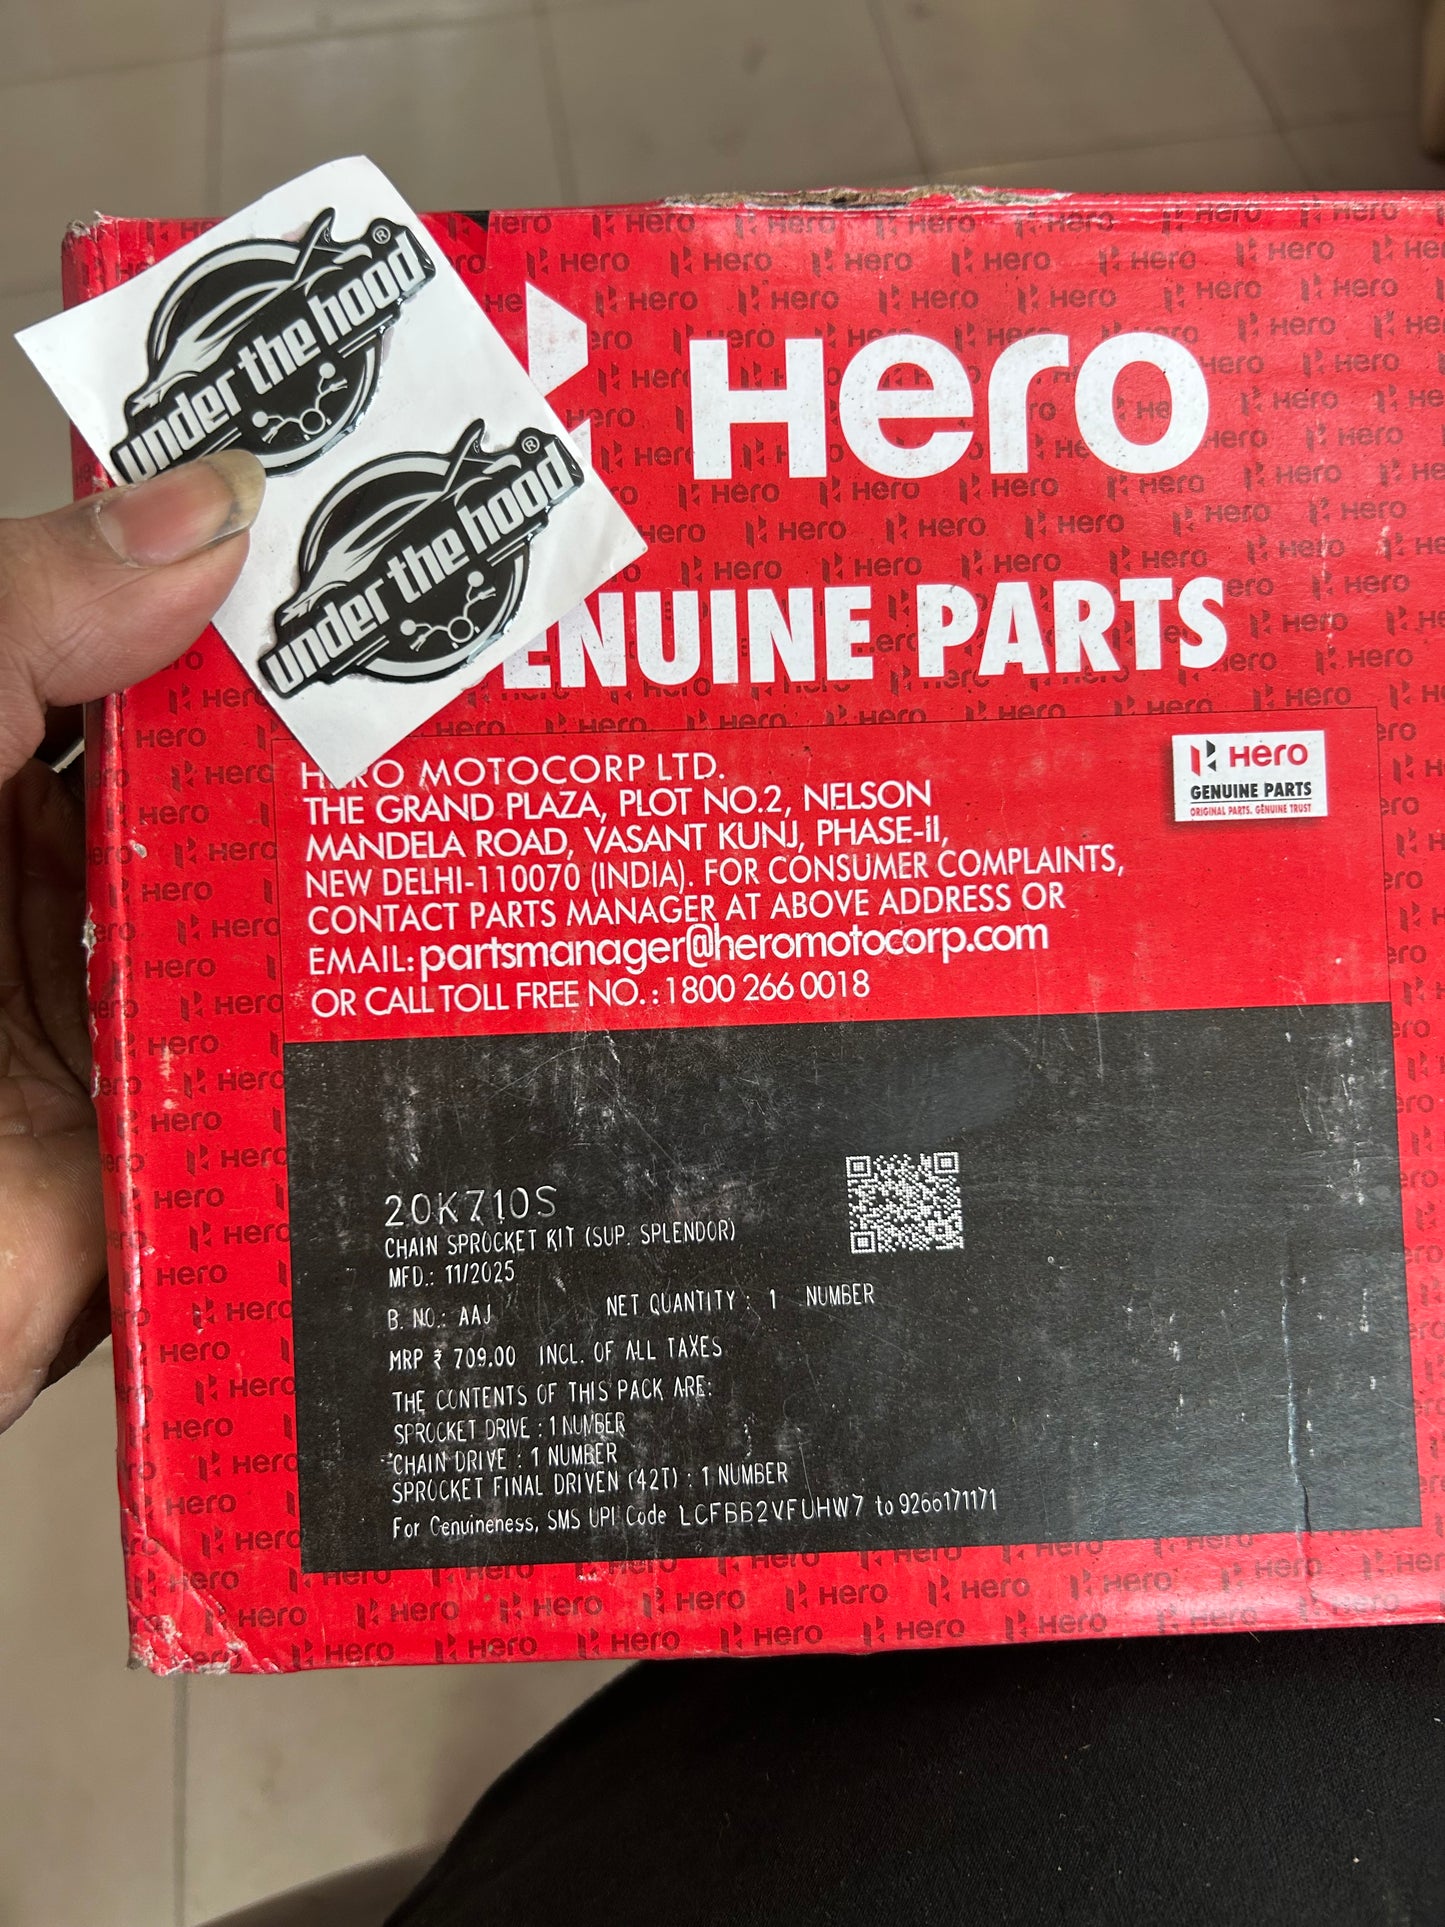 under the hood®
under the hood®
Hero
GENUINE PARTS
HERO MOTOCORP LTD.
THE GRAND PLAZA, PLOT NO.2, NELSON
MANDELA ROAD, VASANT KUNJ, PHASE-II,
NEW DELHI-110070 (INDIA). FOR CONSUMER COMPLAINTS,
CONTACT PARTS MANAGER AT ABOVE ADDRESS OR
EMAIL: partsmanager@heromotocorp.com
OR CALL TOLL FREE NO. : 1800 266 0018
Hero
GENUINE PARTS
ORIGINAL PARTS. GENUINE TRUST
20K710S
CHAIN SPROCKET KIT (SUP. SPLENDOR)
MFD.: 11/2025
B. NO.: AAJ NET QUANTITY : 1 NUMBER
MRP ₹ 709.00 INCL. OF ALL TAXES
THE CONTENTS OF THIS PACK ARE:
SPROCKET DRIVE : 1 NUMBER
CHAIN DRIVE : 1 NUMBER
SPROCKET FINAL DRIVEN (42T) : 1 NUMBER
For Genuineness, SMS UPI Code LCFBB2VFUHW7 to 9266171171